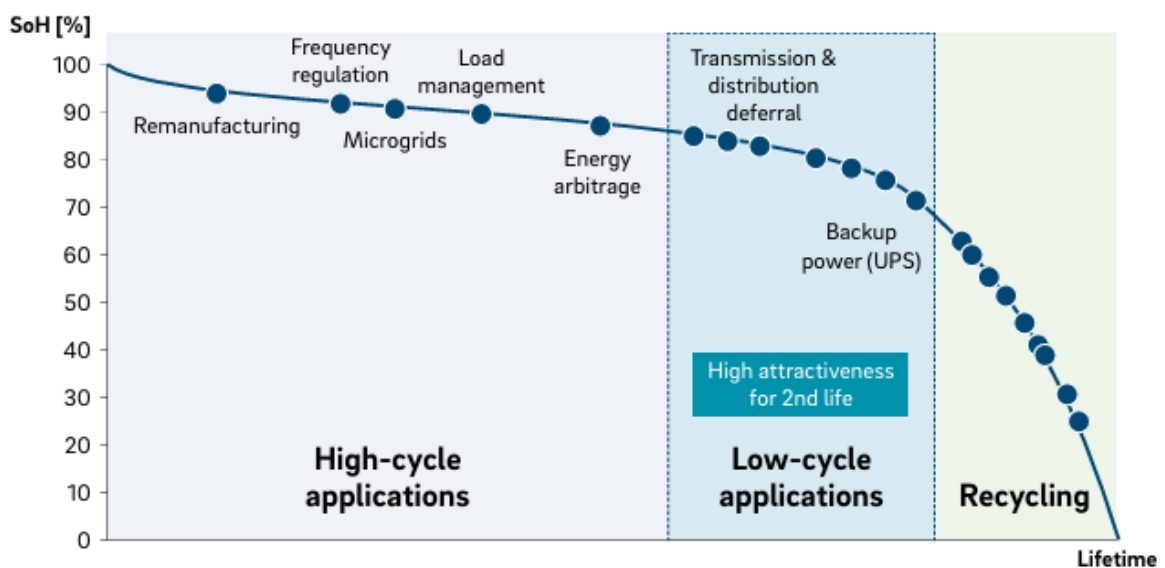 SoH [%]
100
90
80
70
60
50
40
30
20
10
0
Remanufacturing
Frequency
regulation
Microgrids
Load
management
Energy
arbitrage
Transmission &
distribution
deferral
Backup
power (UPS)
High attractiveness
for 2nd life
High-cycle
applications
Low-cycle
applications
Recycling
Lifetime